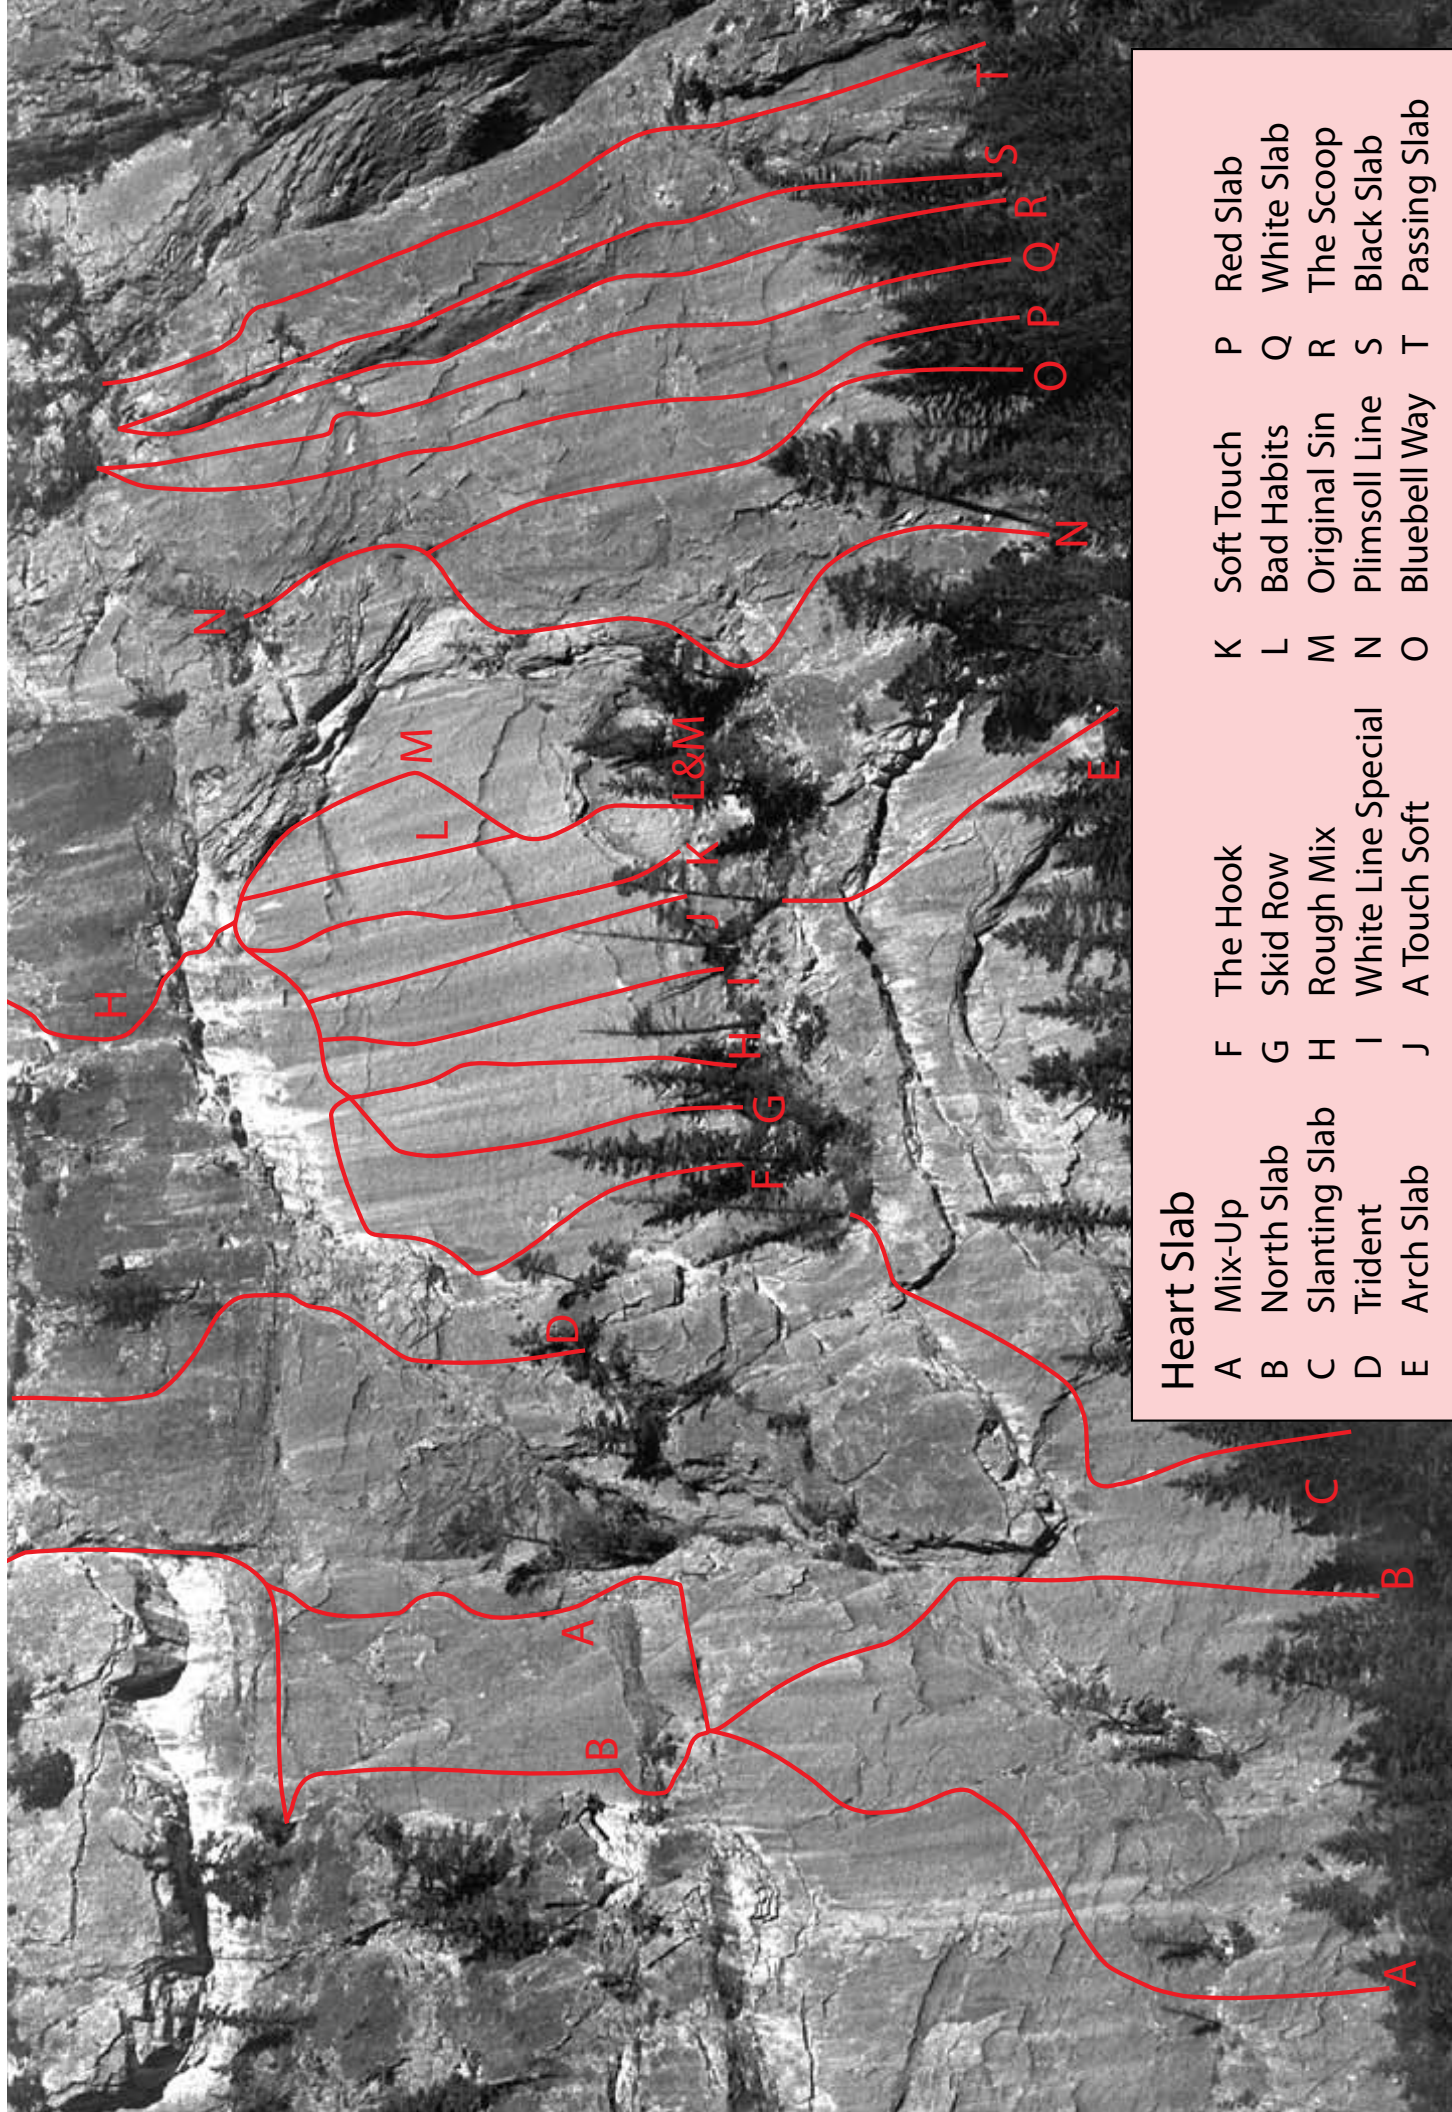 H
N
M
L
D
A
B
L&M
K
J
I
H
G
F
T
S
R
Q
P
O
N
E
C
B
A
Heart Slab
A Mix-Up F The Hook K Soft Touch P Red Slab
B North Slab G Skid Row L Bad Habits Q White Slab
C Slanting Slab H Rough Mix M Original Sin R The Scoop
D Trident I White Line Special N Plimsoll Line S Black Slab
E Arch Slab J A Touch Soft O Bluebell Way T Passing Slab